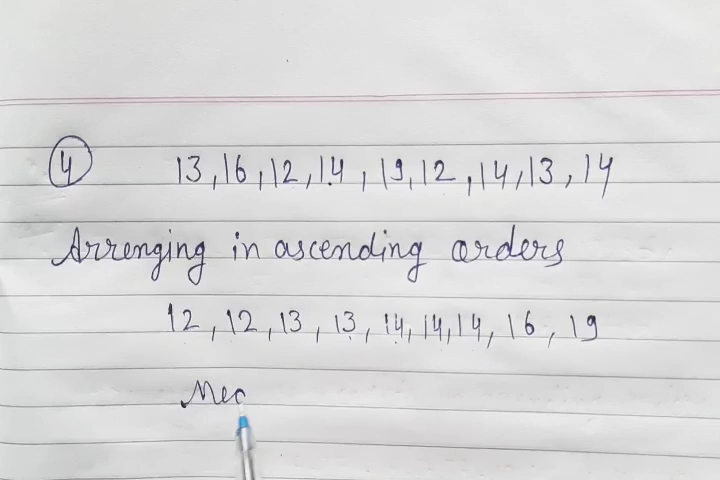 4 13, 16, 12, 14, 19, 12, 14, 13, 14
Arrenging in ascending orders
12, 12, 13, 13, 14, 14, 14, 16, 19